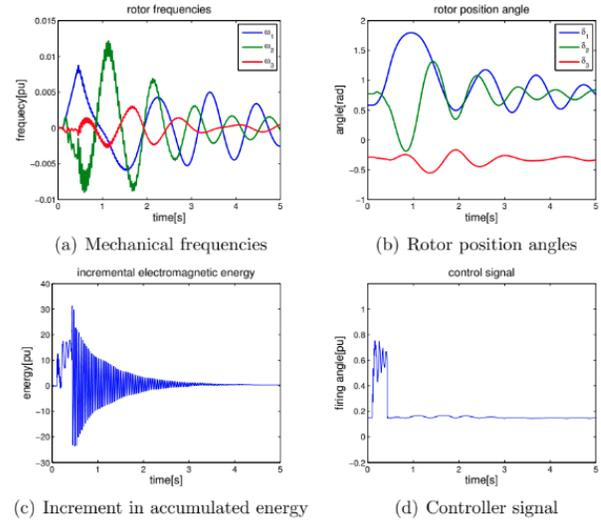 rotor frequencies
0.015
0.01
0.005
0
−0.005
−0.01
frequecy[pu]
0 1 2 3 4 5
time[s]
ω1
ω2
ω3
(a) Mechanical frequencies
rotor position angle
2
1.5
1
0.5
0
−0.5
−1
angle[rad]
0 1 2 3 4 5
time[s]
δ1
δ2
δ3
(b) Rotor position angles
incremental electromagnetic energy
40
30
20
10
0
−10
−20
−30
energy[pu]
0 1 2 3 4 5
time[s]
(c) Increment in accumulated energy
control signal
1.2
1
0.8
0.6
0.4
0.2
0
−0.2
firing angle[pu]
0 1 2 3 4 5
time[s]
(d) Controller signal